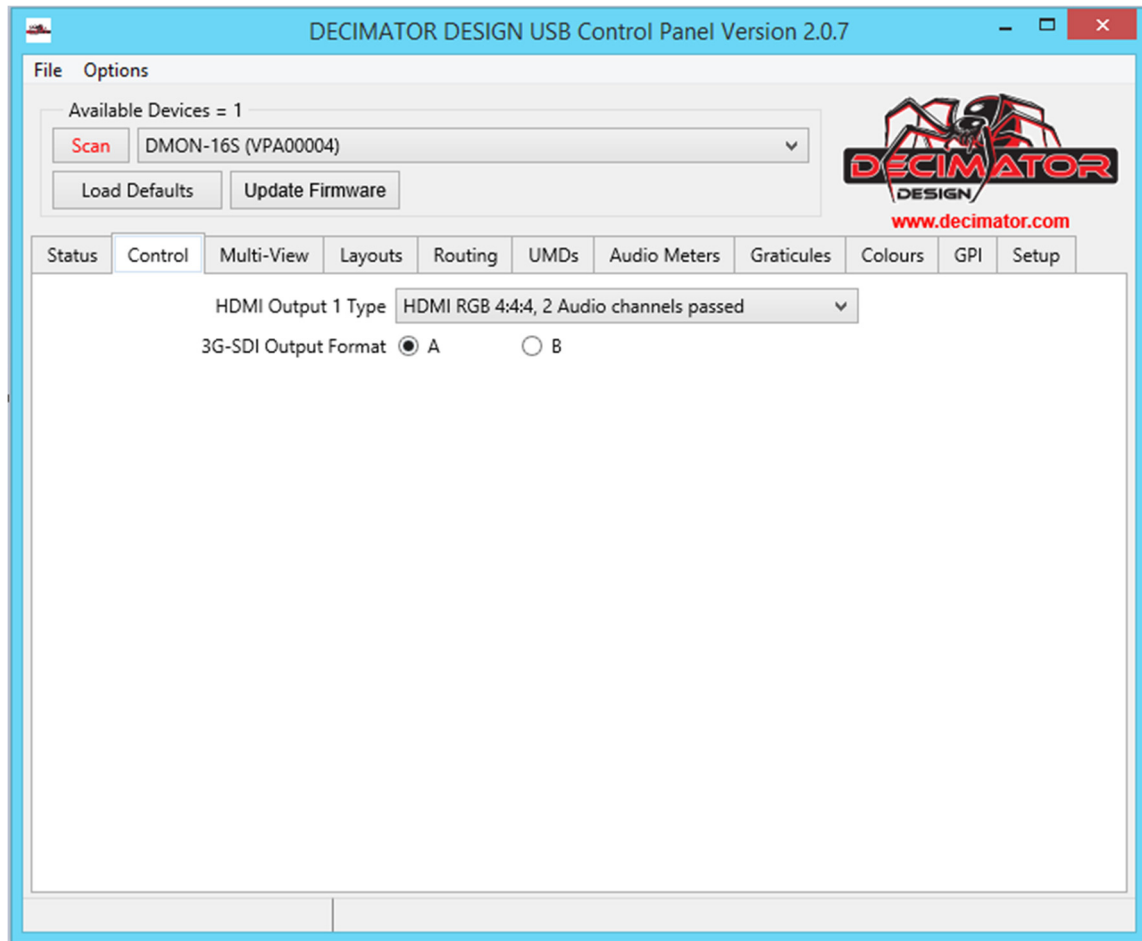 DECIMATOR DESIGN USB Control Panel Version 2.0.7
File Options
Available Devices = 1
Scan DMON-16S (VPA00004)
Load Defaults Update Firmware
DECIMATOR
DESIGN
www.decimator.com
Status Control Multi-View Layouts Routing UMDs Audio Meters Graticules Colours GPI Setup
HDMI Output 1 Type HDMI RGB 4:4:4, 2 Audio channels passed
3G-SDI Output Format A B